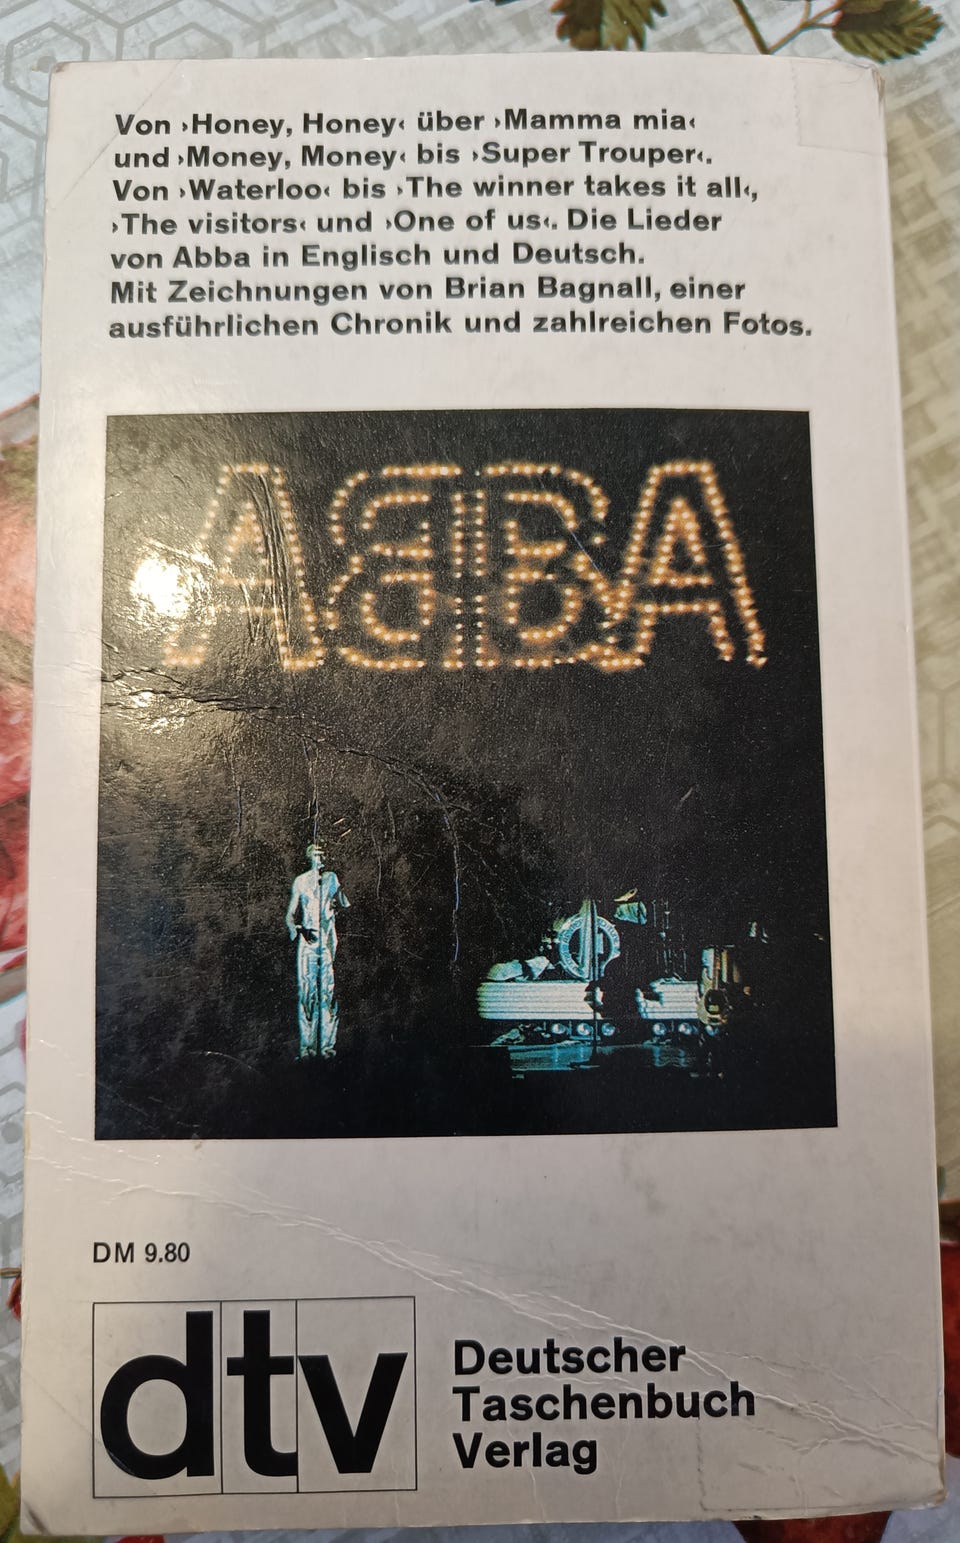 Von ›Honey, Honey‹ über ›Mamma mia‹
und ›Money, Money‹ bis ›Super Trouper‹.
Von ›Waterloo‹ bis ›The winner takes it all‹,
›The visitors‹ und ›One of us‹. Die Lieder
von Abba in Englisch und Deutsch.
Mit Zeichnungen von Brian Bagnall, einer
ausführlichen Chronik und zahlreichen Fotos.
ABBA
DM 9.80
dtv
Deutscher
Taschenbuch
Verlag